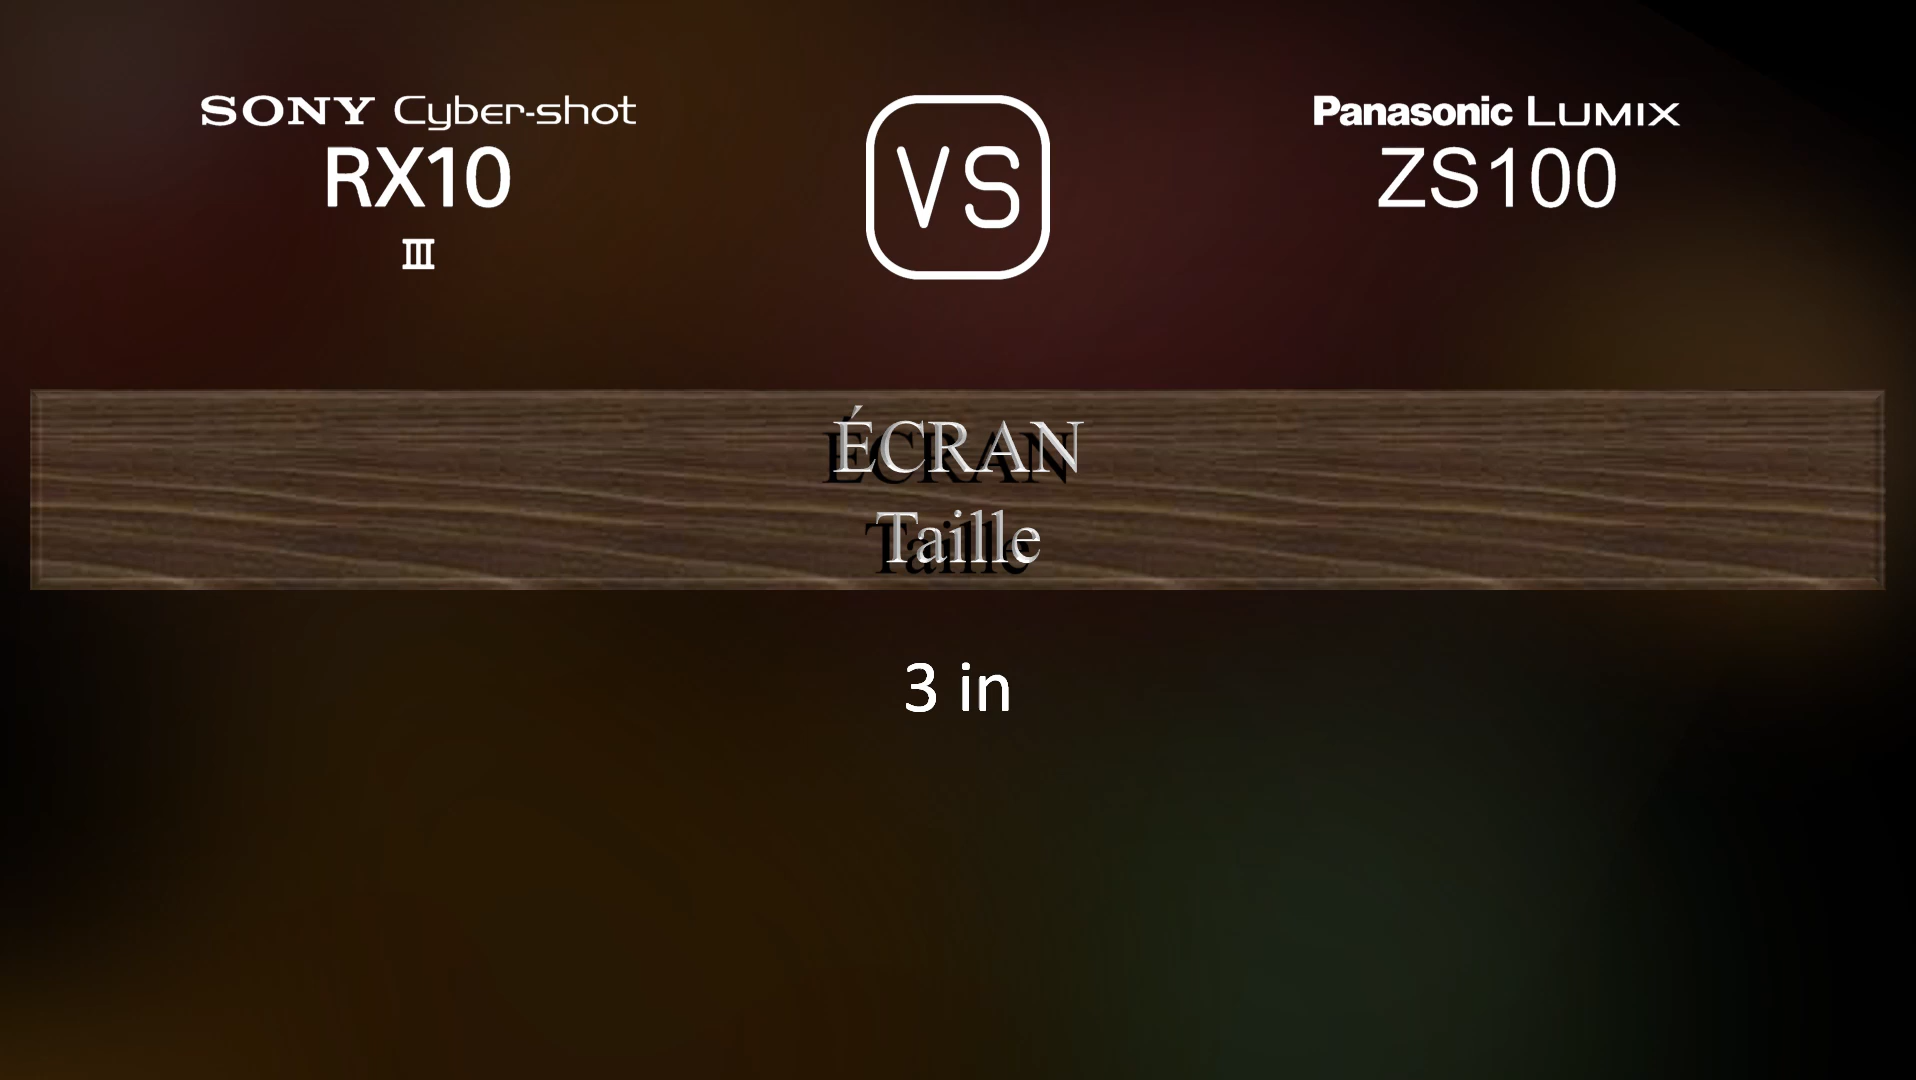 SONY Cyber-shot
RX10
III
VS
Panasonic LUMIX
ZS100
ÉCRAN
Taille
3 in